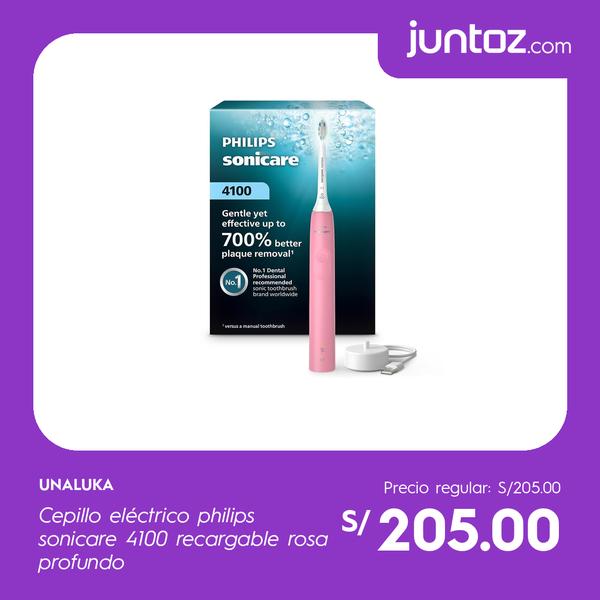 juntoz.com
PHILIPS
sonicare
4100
Gentle yet
effective up to
700% better
plaque removal¹
No.1
No.1 Dental
Professional
recommended
sonic toothbrush
brand worldwide
¹ versus a manual toothbrush
UNALUKA
Cepillo eléctrico philips
sonicare 4100 recargable rosa
profundo
Precio regular: S/205.00
S/ 205.00